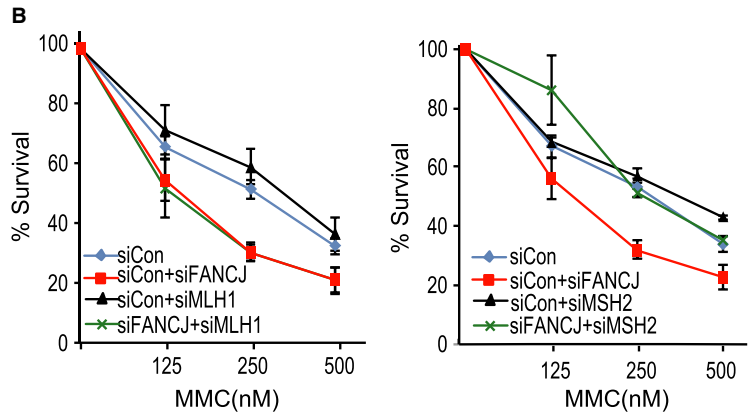 B
100
80
60
40
20
0
% Survival
siCon
siCon+siFANCJ
siCon+siMLH1
siFANCJ+siMLH1
125 250 500
MMC(nM)
100
80
60
40
20
0
% Survival
siCon
siCon+siFANCJ
siCon+siMSH2
siFANCJ+siMSH2
125 250 500
MMC(nM)